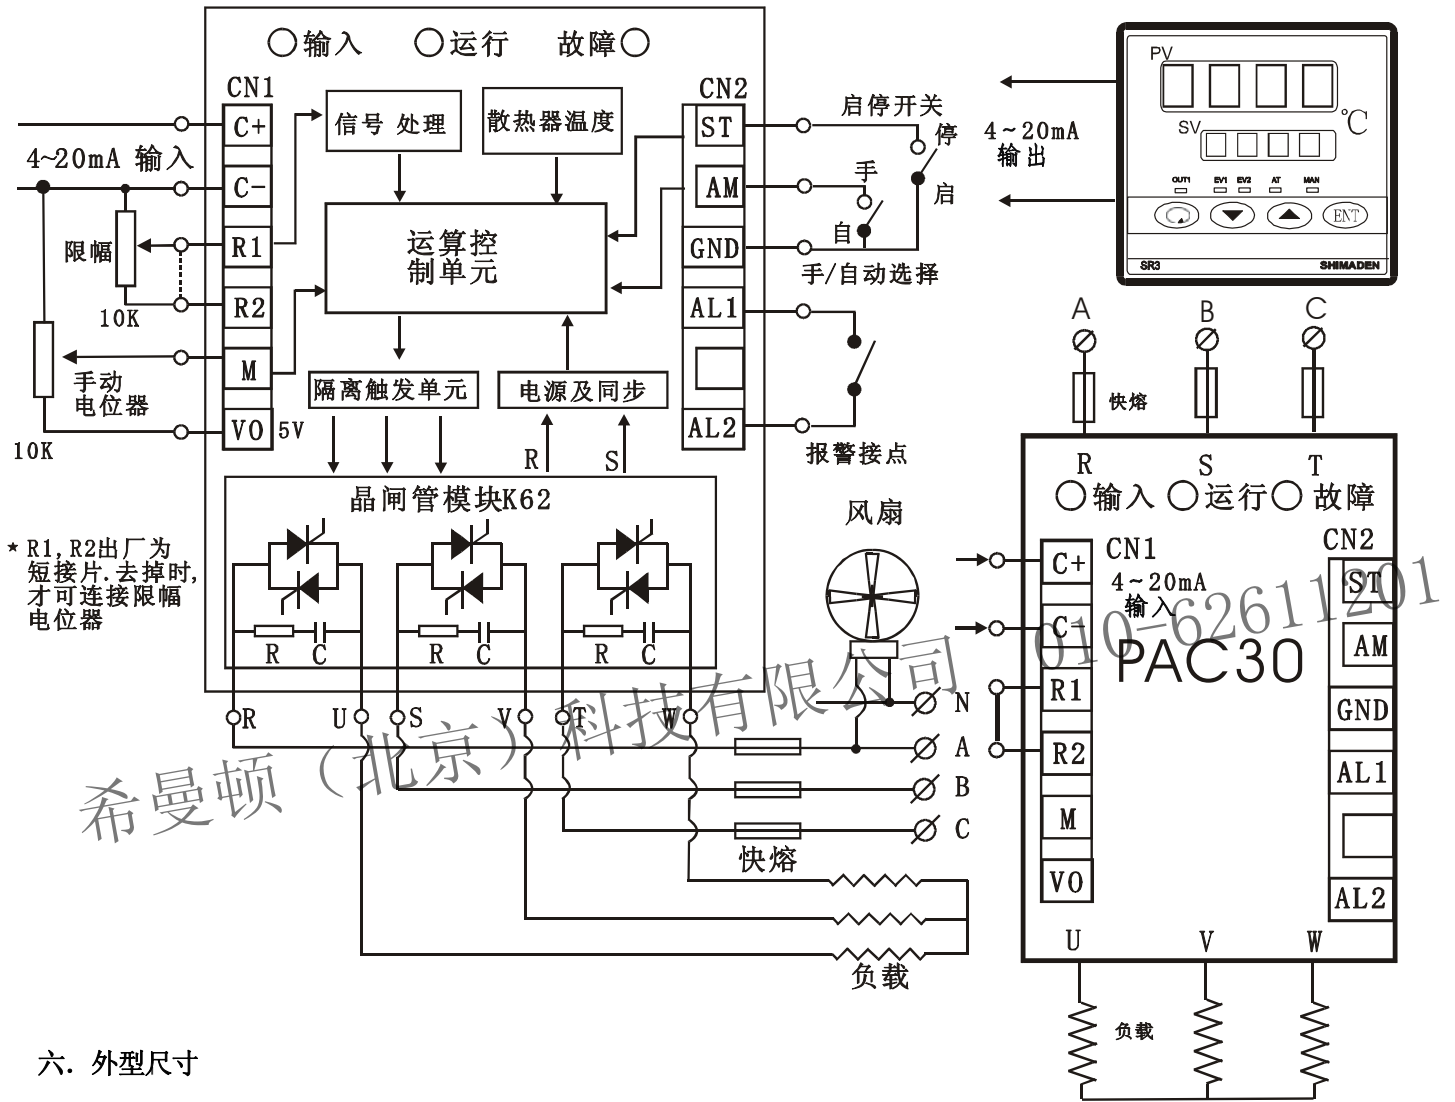 输入 运行 故障
CN1
C+
C-
R1
R2
M
VO
5V
4~20mA 输入
限幅
10K
手动
电位器
10K
信号 处理
散热器温度
运算控
制单元
隔离触发单元
电源及同步
R S
CN2
ST
AM
GND
AL1
AL2
启停开关
停
启
手
自
手/自动选择
报警接点
晶闸管模块K62
R C R C R C
R U S V T W
★ R1,R2出厂为
短接片.去掉时,
才可连接限幅
电位器
风扇
N
A
B
C
快熔
负载
4~20mA
输出
PV
℃
SV
OUT1 EV1 EV2 AT MAN
ENT
SR3 SHIMADEN
A B C
快熔
R S T
输入 运行 故障
CN1
4~20mA
输入
PAC30
C+
C-
R1
R2
M
VO
CN2
ST
AM
GND
AL1
AL2
U V W
负载
希曼顿（北京）科技有限公司 010-62611201
六. 外型尺寸